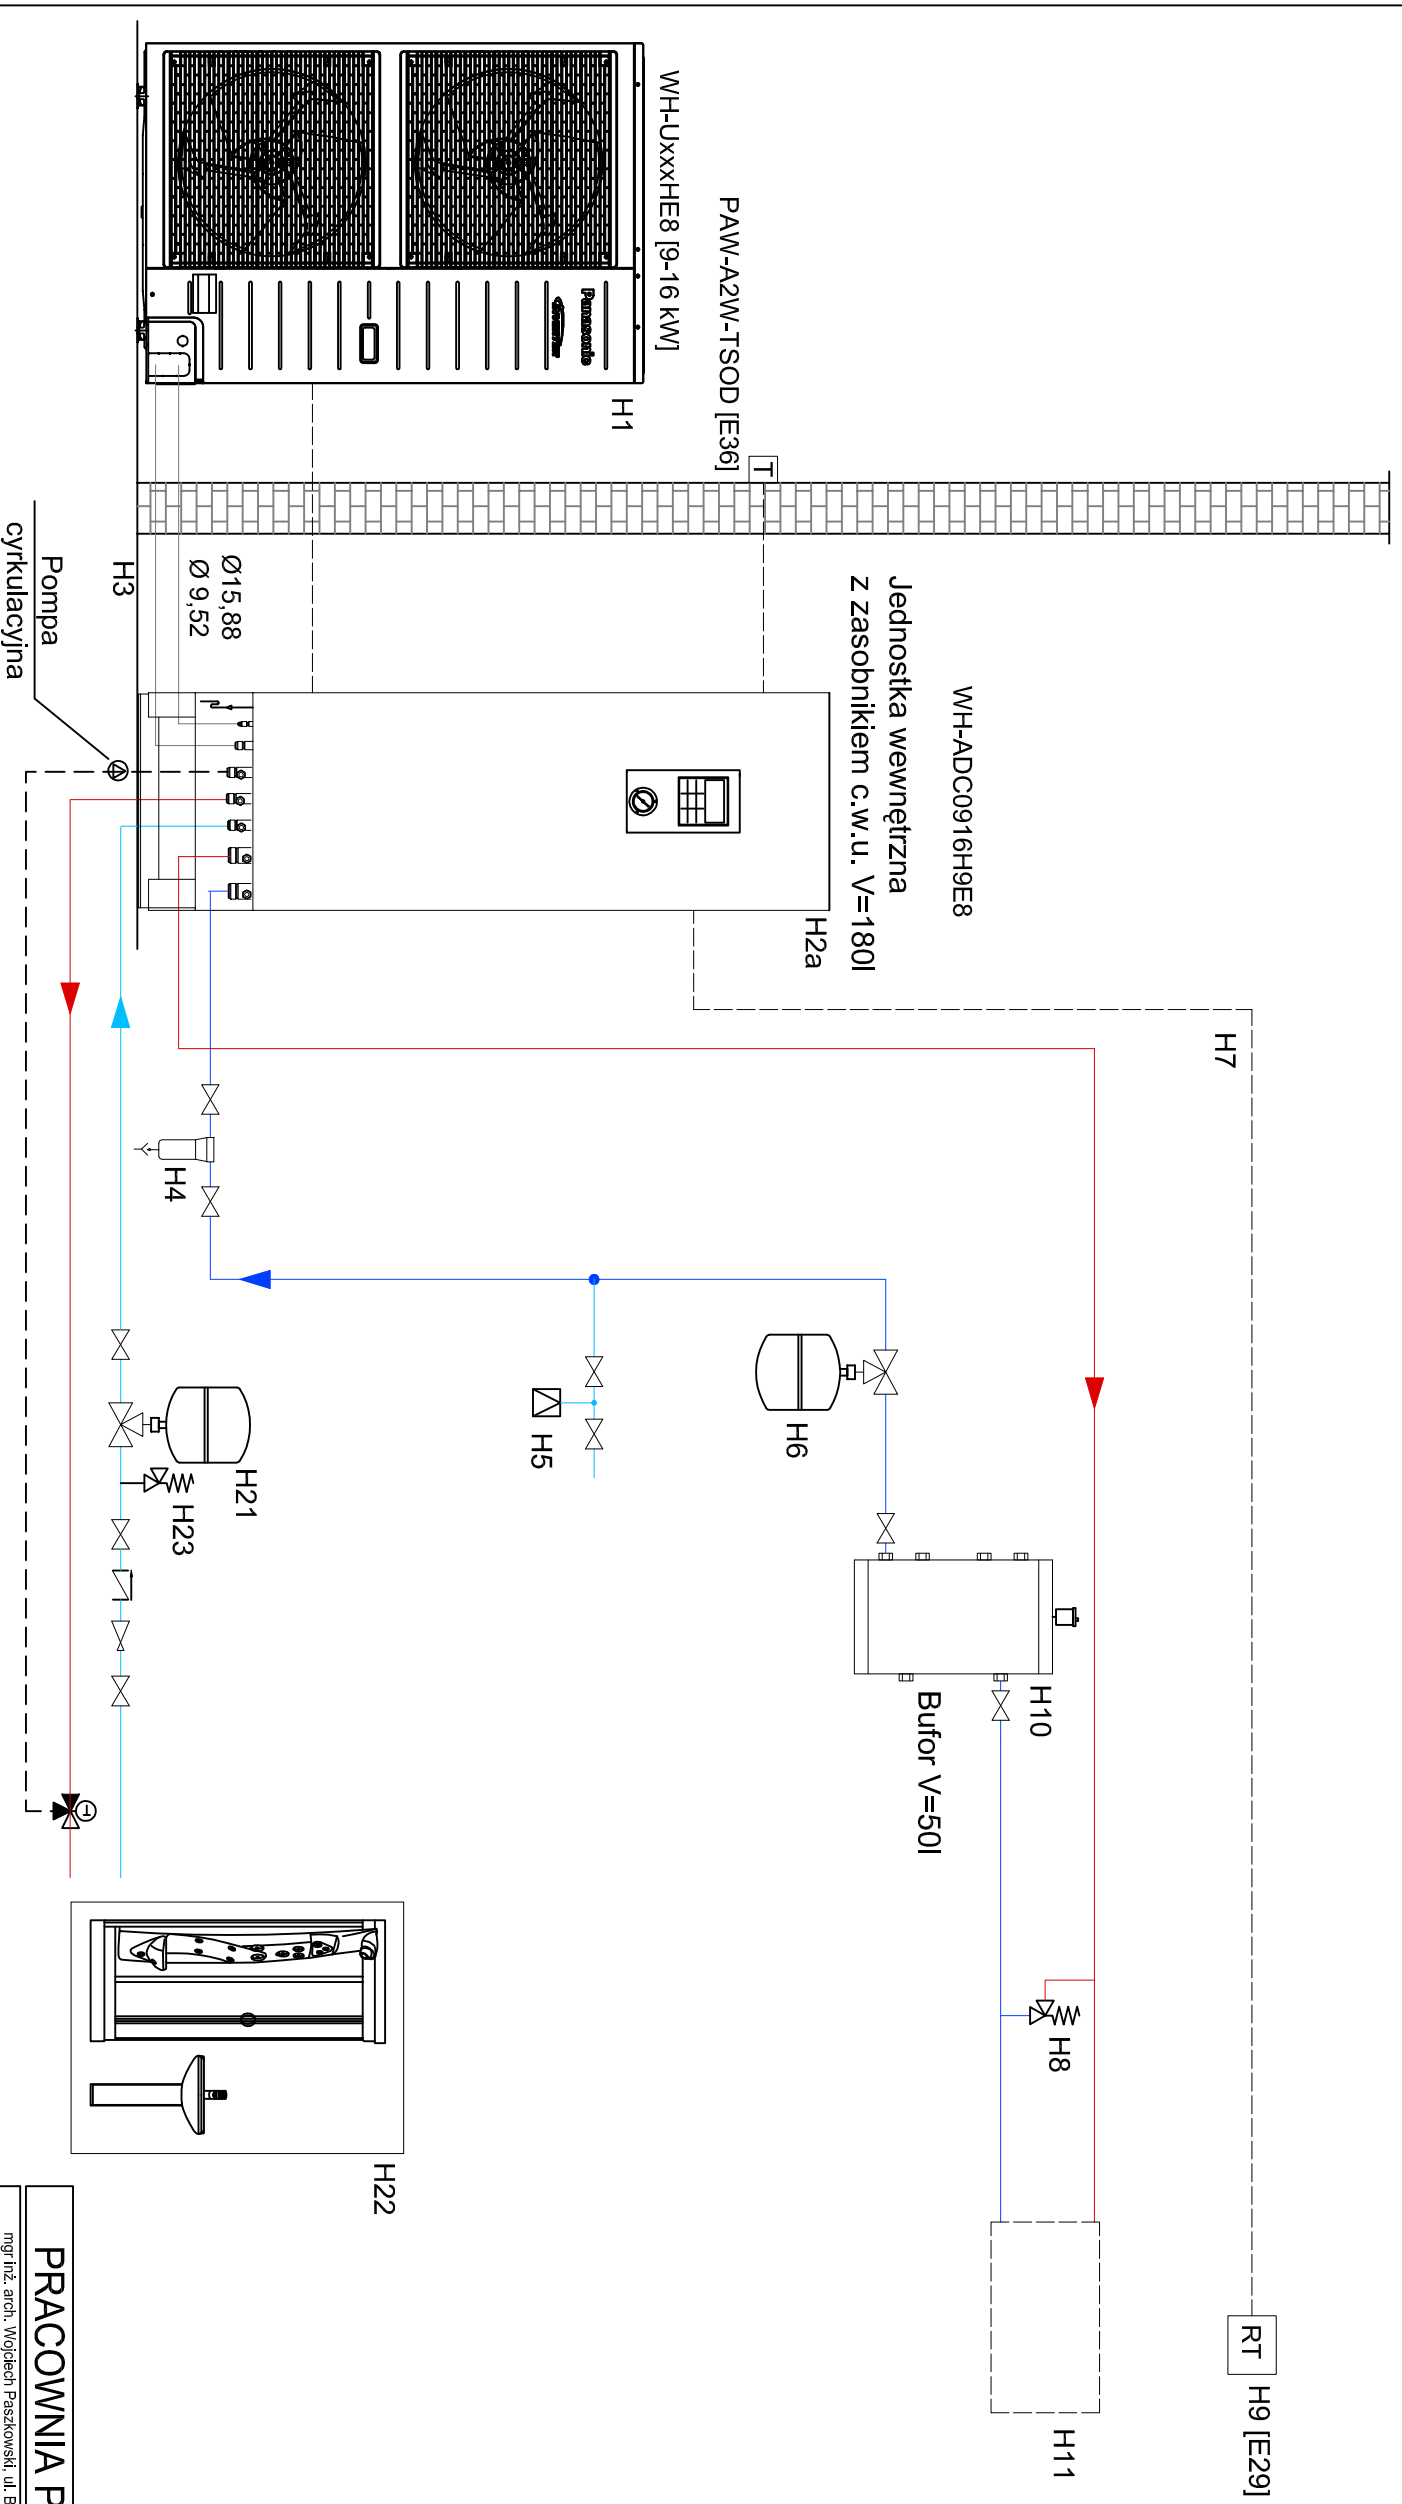 WH-UxxxHE8 [9-16 kW]
PAW-A2W-TSOD [E36]
Panasonic
H1
T
H3
Ø15,88
Ø 9,52
Pompa
cyrkulacyjna
WH-ADC0916H9E8
Jednostka wewnętrzna
z zasobnikiem c.w.u. V=180l
H2a
H7
H4
H5
H6
H21
H23
H10
Bufor V=50l
T
H8
H22
RT
H9 [E29]
H11
PRACOWNIA P
mgr inż. arch. Wojciech Paszkowski, ul. B